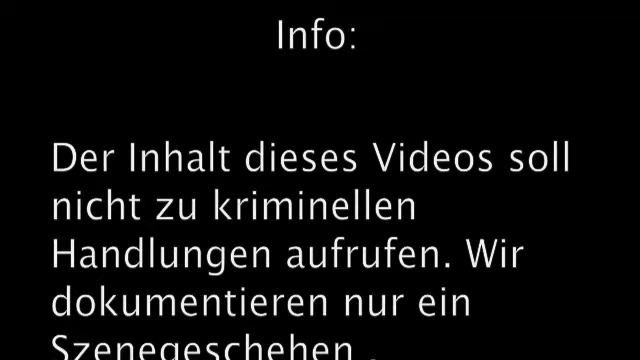 Info:
Der Inhalt dieses Videos soll
nicht zu kriminellen
Handlungen aufrufen. Wir
dokumentieren nur ein
Szenegeschehen .